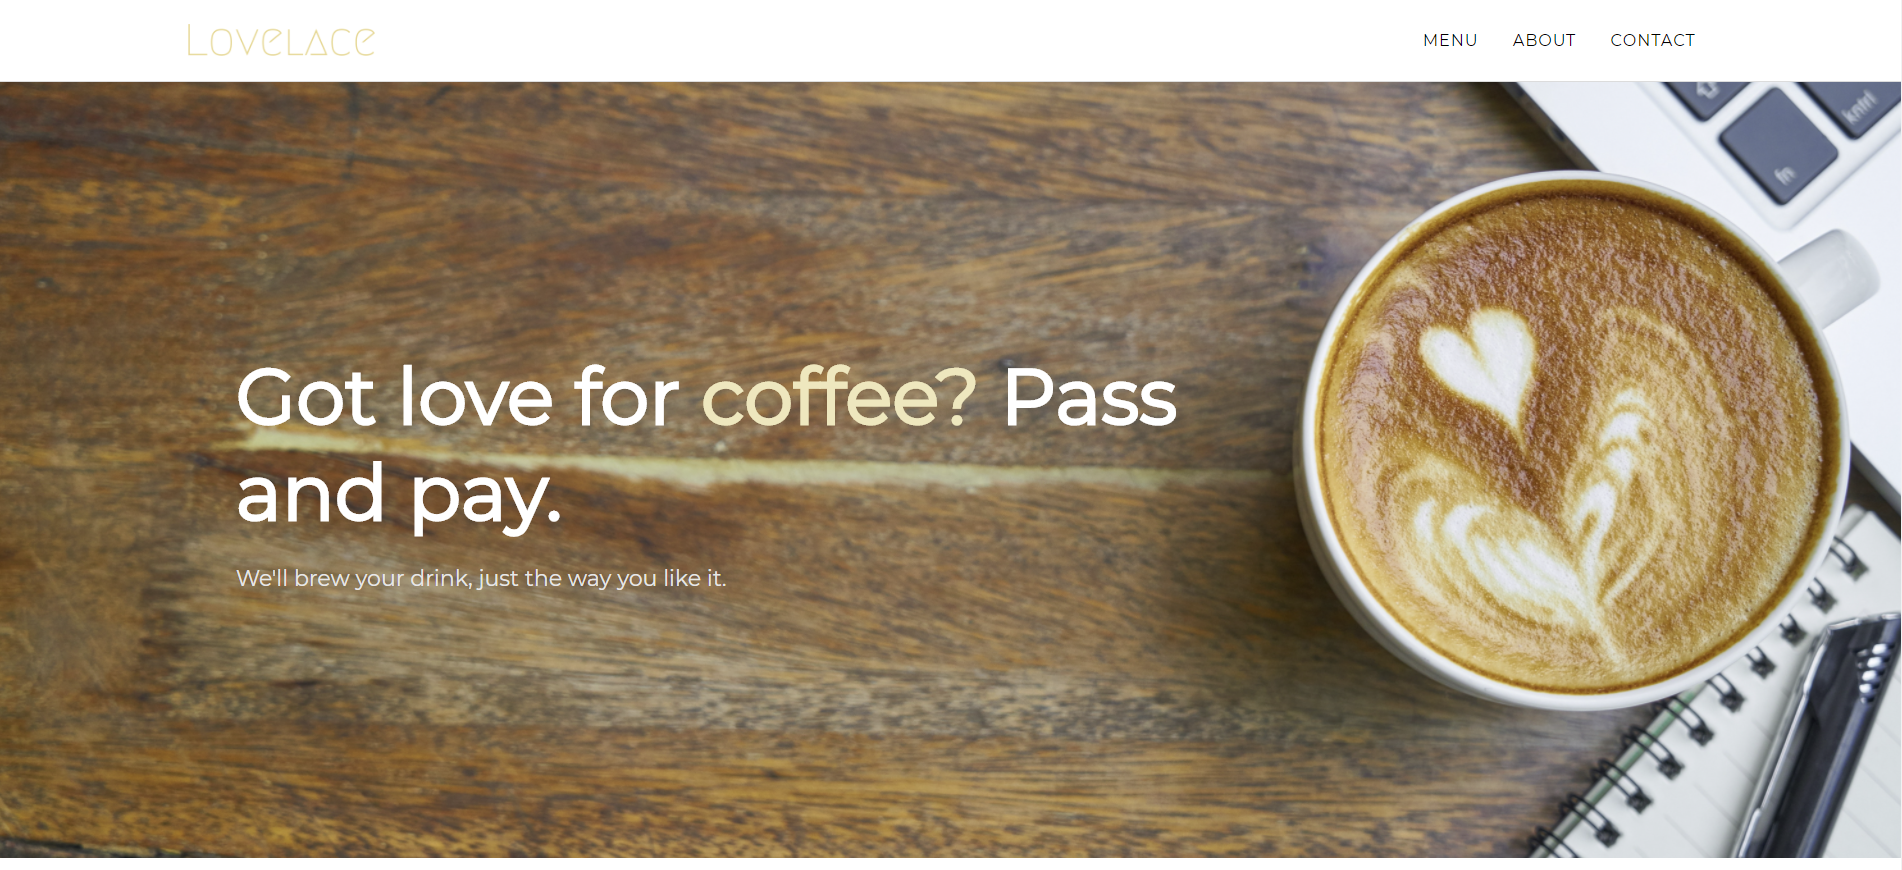 Lovelace
MENU ABOUT CONTACT
kntrl
fn
Got love for coffee? Pass
and pay.
We'll brew your drink, just the way you like it.